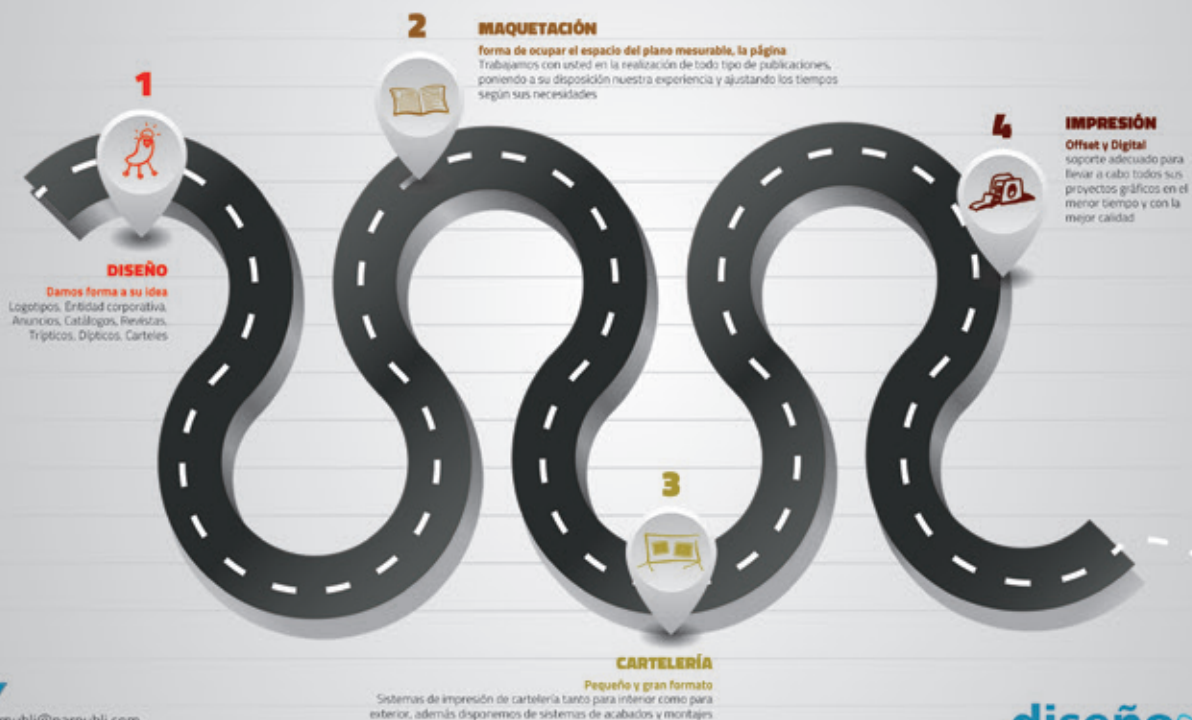 1
DISEÑO
Damos forma a su idea
Logotipos, Entidad corporativa,
Anuncios, Catálogos, Revistas,
Trípticos, Dípticos, Carteles
2
MAQUETACIÓN
forma de ocupar el espacio del plano mesurable, la página
Trabajamos con usted en la realización de todo tipo de publicaciones,
poniendo a su disposición nuestra experiencia y ajustando los tiempos
según sus necesidades
3
CARTELERÍA
Pequeño y gran formato
Sistemas de impresión de cartelería tanto para interior como para
exterior, además disponemos de sistemas de acabados y montajes
4
IMPRESIÓN
Offset y Digital
soporte adecuado para
llevar a cabo todos sus
proyectos gráficos en el
menor tiempo y con la
mejor calidad
diseño